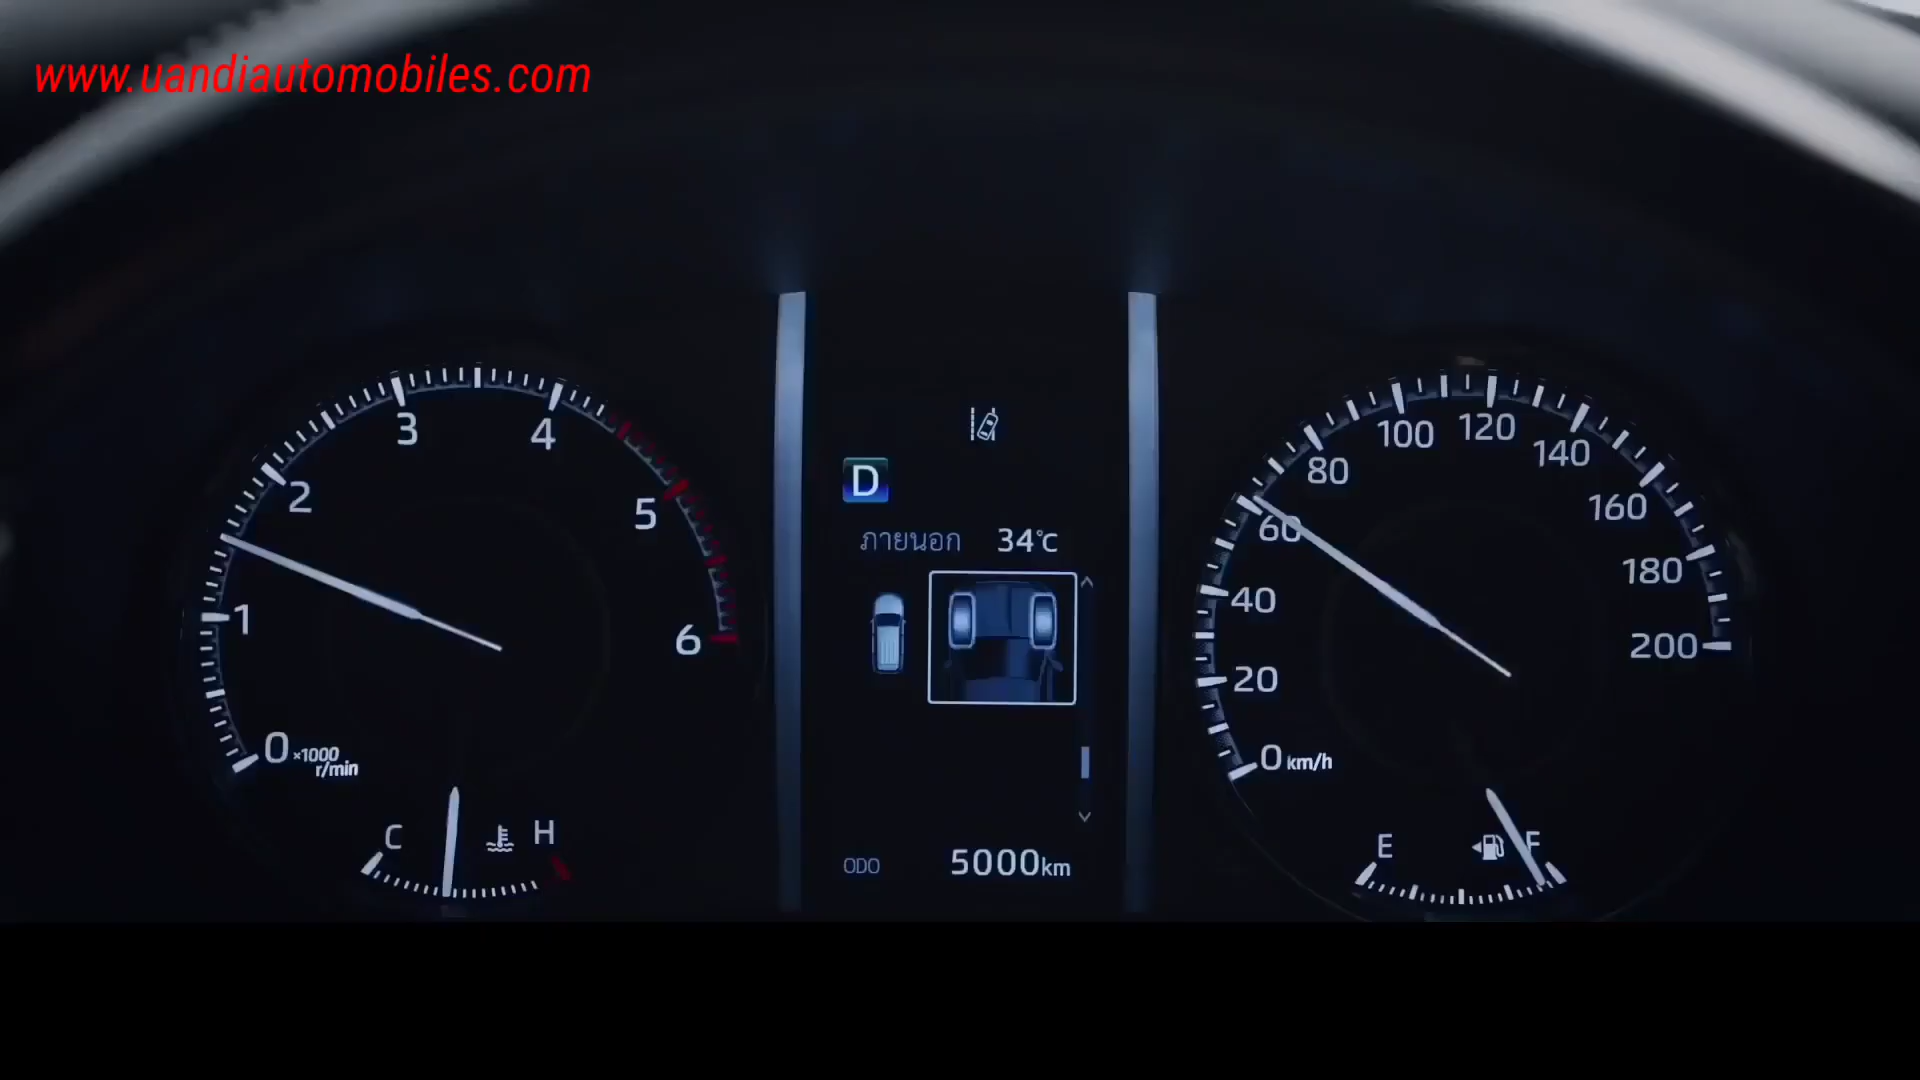 www.uandiautomobiles.com
0
×1000
r/min
1
2
3
4
5
6
C
H
D
ภายนอก 34°C
ODO 5000km
0 km/h
20
40
60
80
100
120
140
160
180
200
E
F